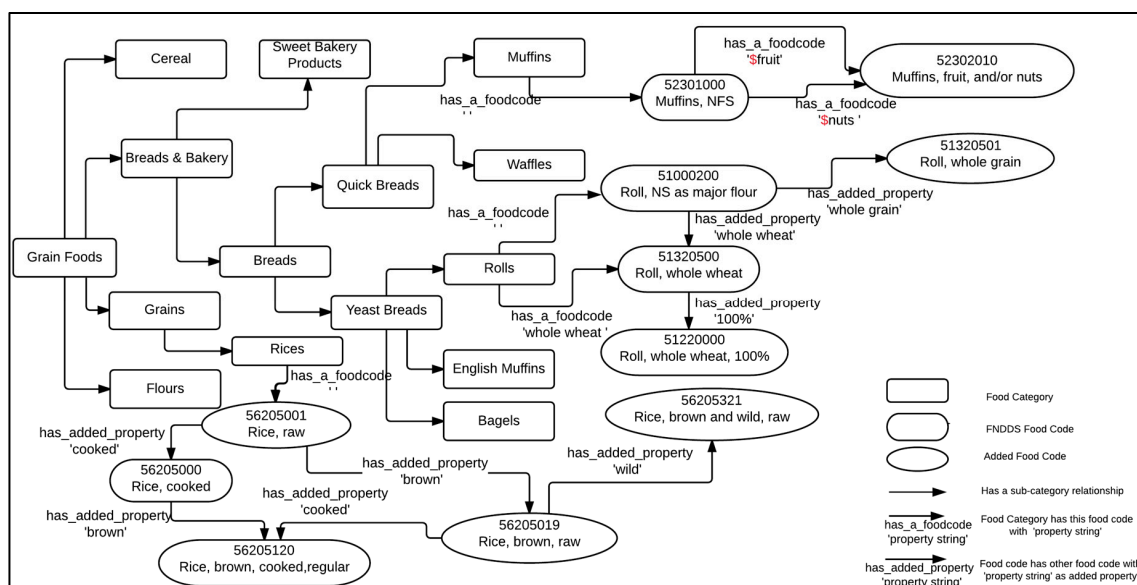 Cereal
Sweet Bakery
Products
Muffins
has_a_foodcode
'$fruit'
52302010
Muffins, fruit, and/or nuts
52301000
Muffins, NFS
has_a_foodcode
' '
has_a_foodcode
'$nuts '
Breads & Bakery
Quick Breads
Waffles
51320501
Roll, whole grain
51000200
Roll, NS as major flour
has_added_property
'whole grain'
has_a_foodcode
' '
has_added_property
'whole wheat'
Grain Foods
Breads
Rolls
51320500
Roll, whole wheat
Grains
Yeast Breads
has_a_foodcode
'whole wheat '
has_added_property
'100%'
Rices
51220000
Roll, whole wheat, 100%
English Muffins
Flours
has_a_foodcode
' '
Bagels
56205001
Rice, raw
56205321
Rice, brown and wild, raw
has_added_property
'cooked'
has_added_property
'brown'
has_added_property
'wild'
56205000
Rice, cooked
has_added_property
'cooked'
has_added_property
'brown'
56205019
Rice, brown, raw
56205120
Rice, brown, cooked,regular
Food Category
FNDDS Food Code
Added Food Code
Has a sub-category relationship
has_a_foodcode
'property string'
Food Category has this food code
with 'property string'
has_added_property
'property string'
Food code has other food code with
'property string' as added property